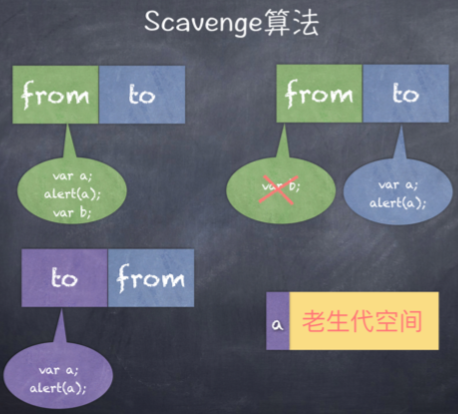 Scavenge算法
from to
var a;
alert(a);
var b;
from to
var b;
var a;
alert(a);
to from
var a;
alert(a);
a 老生代空间